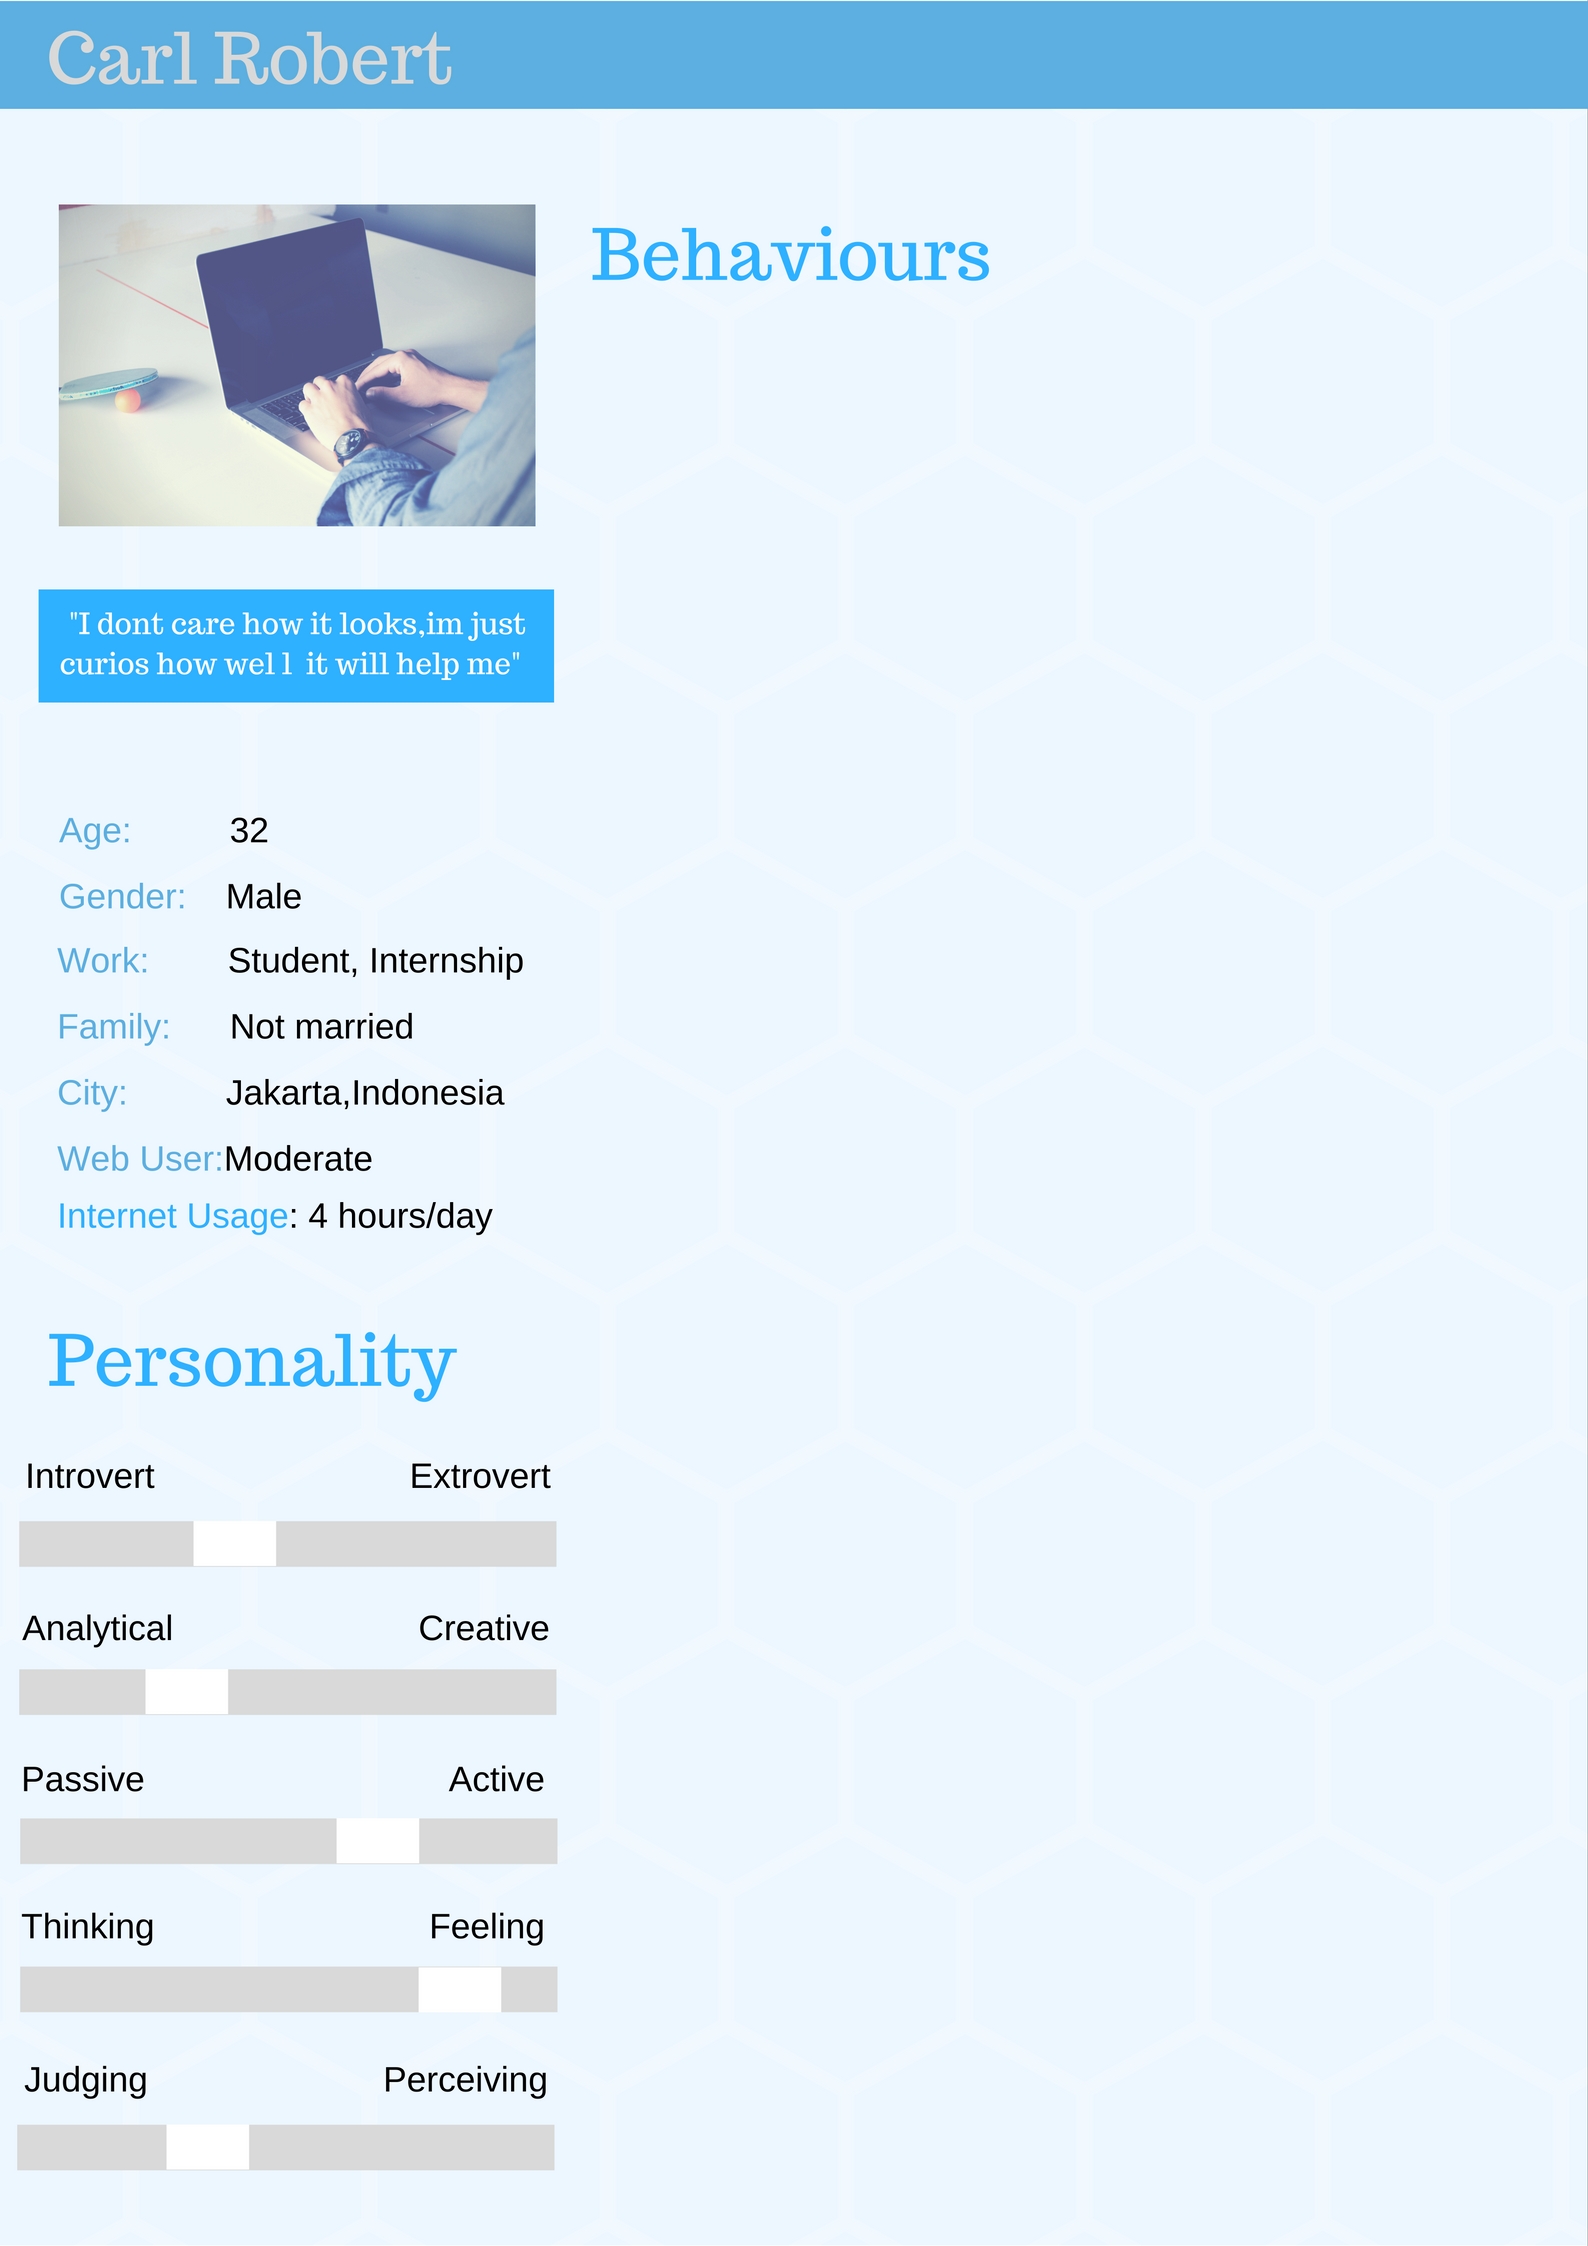 Carl Robert
Behaviours
"I dont care how it looks,im just
curios how wel l  it will help me"
Age: 32
Gender: Male
Work: Student, Internship
Family: Not married
City: Jakarta,Indonesia
Web User:Moderate
Internet Usage: 4 hours/day
Personality
Introvert Extrovert
Analytical Creative
Passive Active
Thinking Feeling
Judging Perceiving